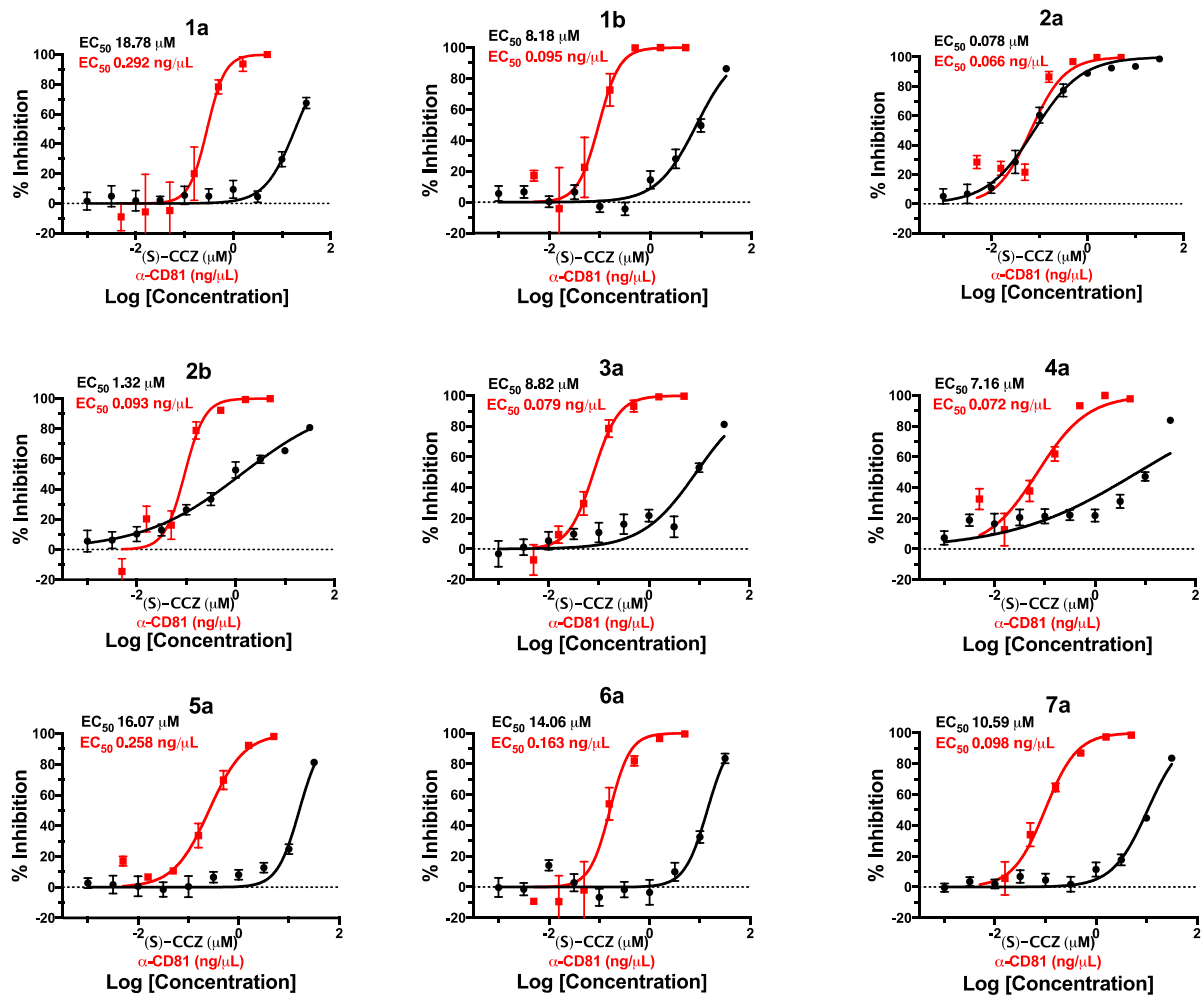 1a
EC50 18.78 μM
EC50 0.292 ng/μL
100
80
60
40
20
0
-20
% Inhibition
-2
0
2
(S)-CCZ (μM)
α-CD81 (ng/μL)
Log [Concentration]
1b
EC50 8.18 μM
EC50 0.095 ng/μL
100
80
60
40
20
0
-20
% Inhibition
-2
0
2
(S)-CCZ (μM)
α-CD81 (ng/μL)
Log [Concentration]
2a
EC50 0.078 μM
EC50 0.066 ng/μL
100
80
60
40
20
0
-20
% Inhibition
-2
0
2
(S)-CCZ (μM)
α-CD81 (ng/μL)
Log [Concentration]
2b
EC50 1.32 μM
EC50 0.093 ng/μL
100
80
60
40
20
0
-20
% Inhibition
-2
0
2
(S)-CCZ (μM)
α-CD81 (ng/μL)
Log [Concentration]
3a
EC50 8.82 μM
EC50 0.079 ng/μL
100
80
60
40
20
0
-20
% Inhibition
-2
0
2
(S)-CCZ (μM)
α-CD81 (ng/μL)
Log [Concentration]
4a
EC50 7.16 μM
EC50 0.072 ng/μL
100
80
60
40
20
0
-20
% Inhibition
-2
0
2
(S)-CCZ (μM)
α-CD81 (ng/μL)
Log [Concentration]
5a
EC50 16.07 μM
EC50 0.258 ng/μL
100
80
60
40
20
0
-20
% Inhibition
-2
0
2
(S)-CCZ (μM)
α-CD81 (ng/μL)
Log [Concentration]
6a
EC50 14.06 μM
EC50 0.163 ng/μL
100
80
60
40
20
0
-20
% Inhibition
-2
0
2
(S)-CCZ (μM)
α-CD81 (ng/μL)
Log [Concentration]
7a
EC50 10.59 μM
EC50 0.098 ng/μL
100
80
60
40
20
0
-20
% Inhibition
-2
0
2
(S)-CCZ (μM)
α-CD81 (ng/μL)
Log [Concentration]